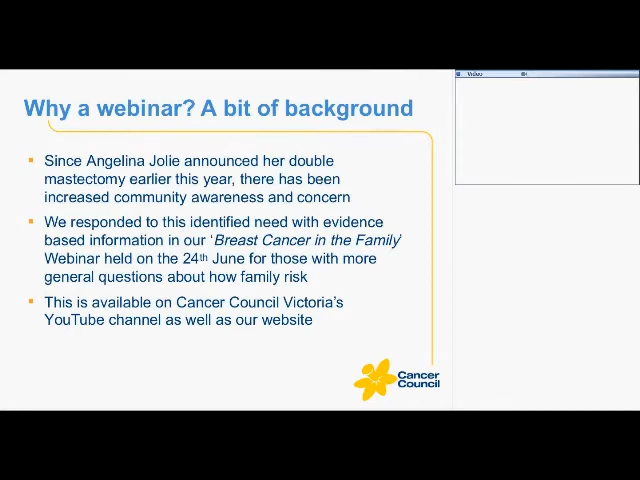 Video
Why a webinar? A bit of background
Since Angelina Jolie announced her double
mastectomy earlier this year, there has been
increased community awareness and concern
We responded to this identified need with evidence
based information in our ‘Breast Cancer in the Family’
Webinar held on the 24th June for those with more
general questions about how family risk
This is available on Cancer Council Victoria’s
YouTube channel as well as our website
Cancer
Council